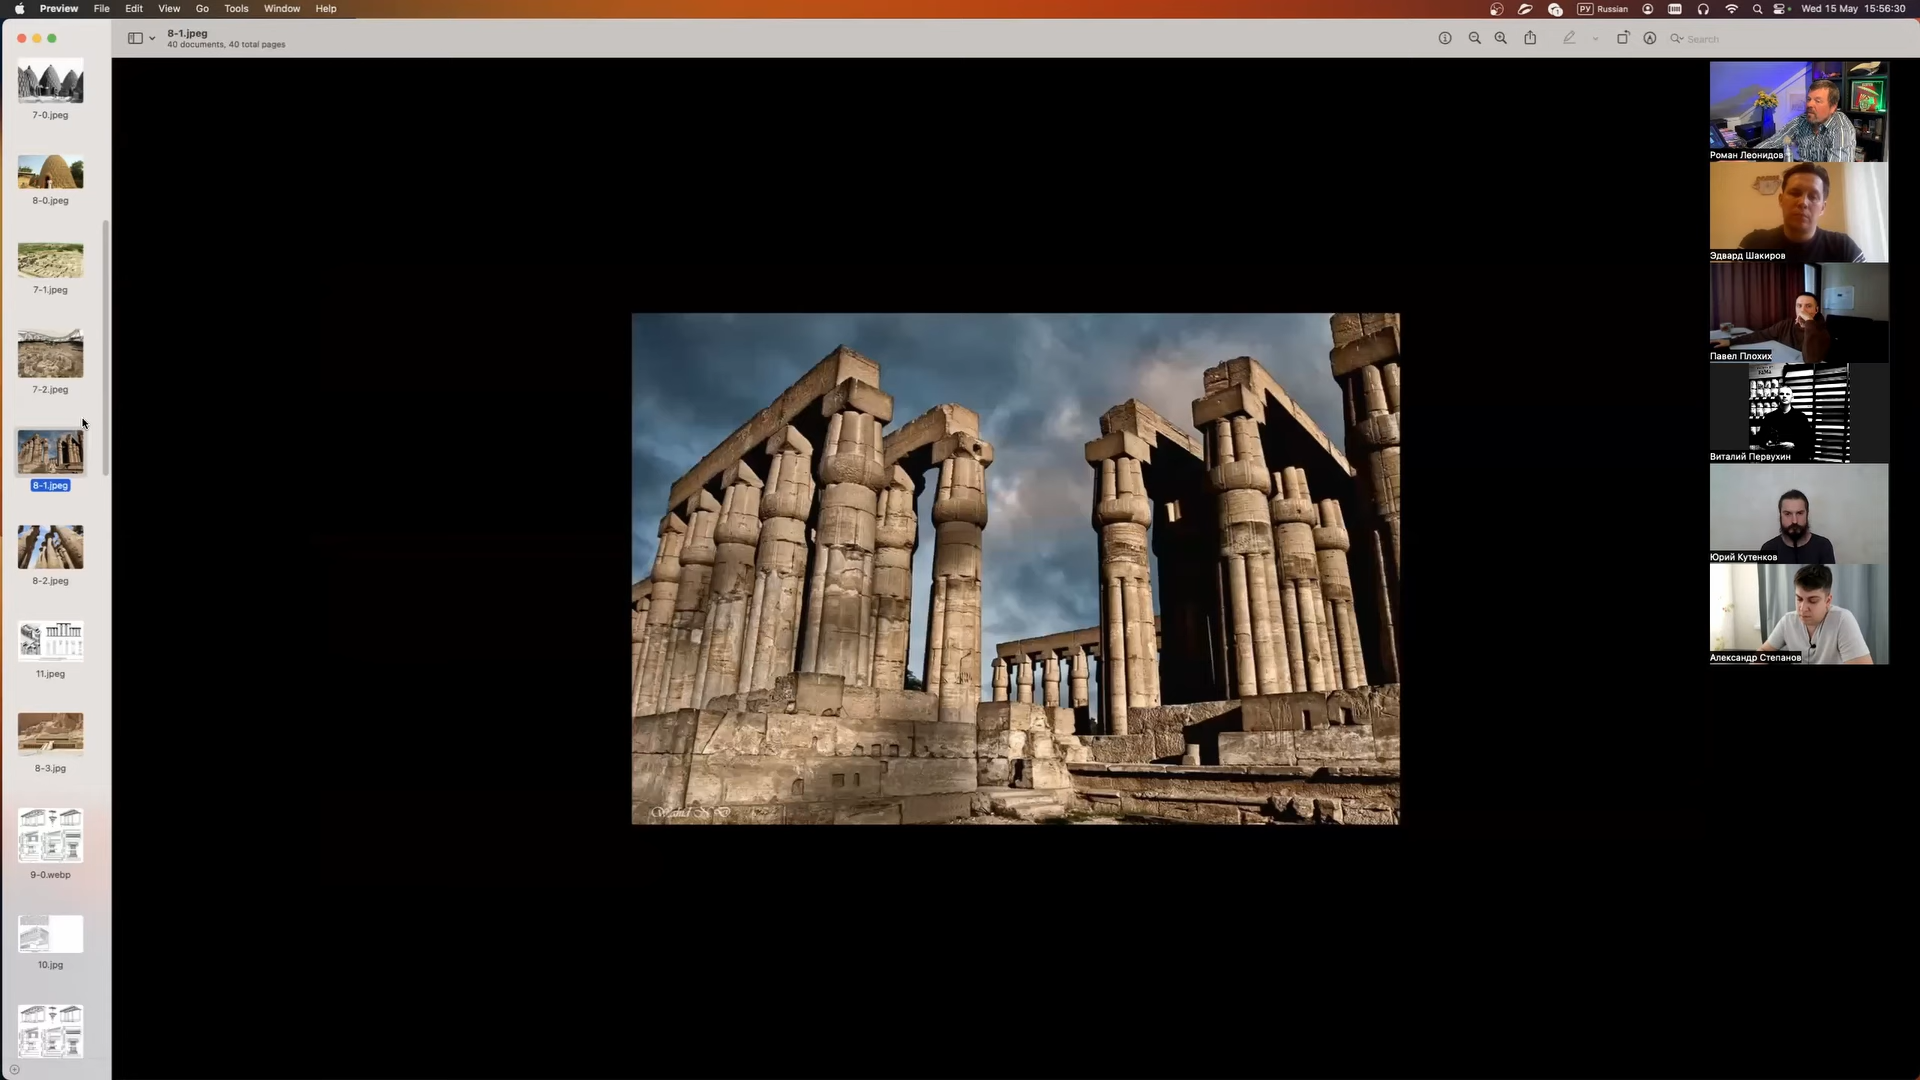 Preview File Edit View Go Tools Window Help
РУ Russian Wed 15 May 15:56:30
8-1.jpeg
40 documents, 40 total pages
Search
7-0.jpeg
8-0.jpeg
7-1.jpeg
7-2.jpeg
8-1.jpeg
8-2.jpeg
11.jpeg
8-3.jpg
9-0.webp
10.jpg
Роман Леонидов
Эдвард Шакиров
Павел Плохих
Виталий Первухин
Юрий Кутенков
Александр Степанов